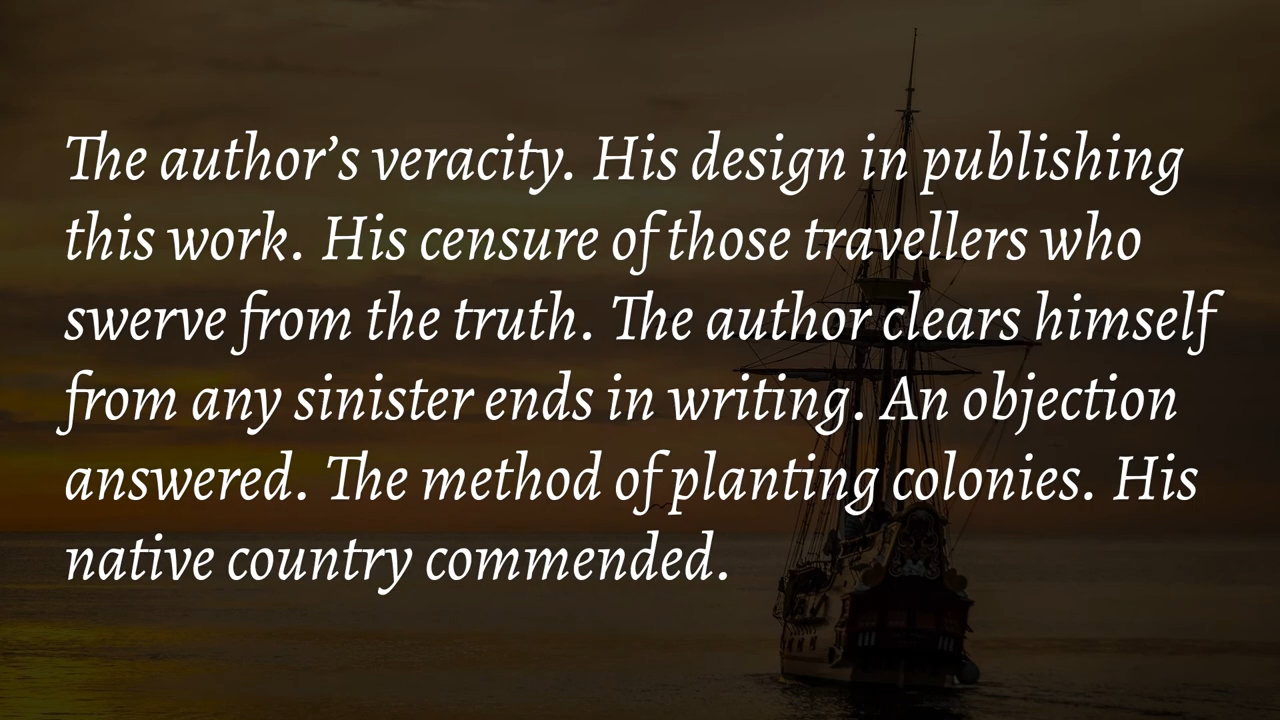 The author’s veracity. His design in publishing
this work. His censure of those travellers who
swerve from the truth. The author clears himself
from any sinister ends in writing. An objection
answered. The method of planting colonies. His
native country commended.